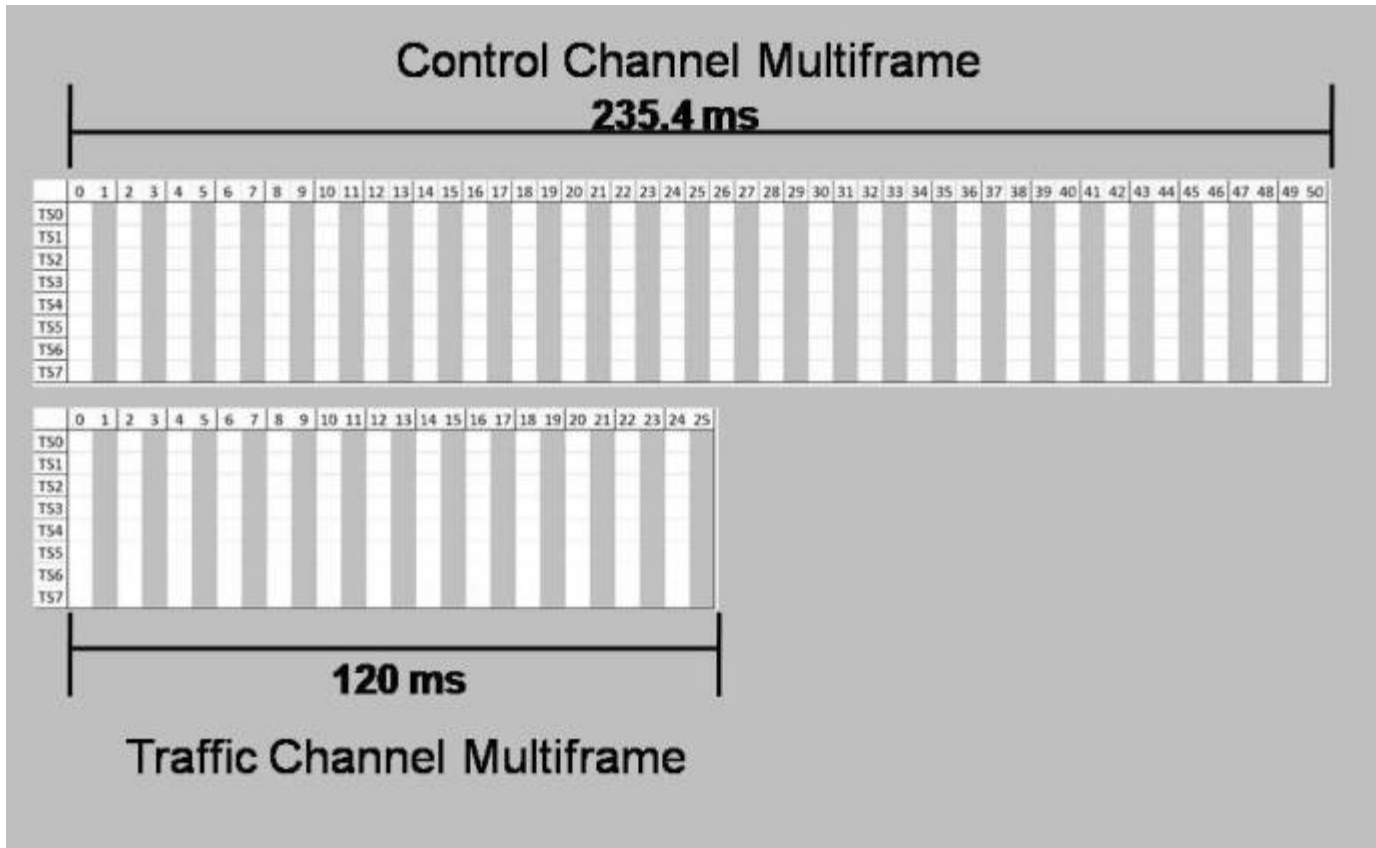 Control Channel Multiframe
235.4 ms
0 1 2 3 4 5 6 7 8 9 10 11 12 13 14 15 16 17 18 19 20 21 22 23 24 25 26 27 28 29 30 31 32 33 34 35 36 37 38 39 40 41 42 43 44 45 46 47 48 49 50
TS0
TS1
TS2
TS3
TS4
TS5
TS6
TS7
0 1 2 3 4 5 6 7 8 9 10 11 12 13 14 15 16 17 18 19 20 21 22 23 24 25
TS0
TS1
TS2
TS3
TS4
TS5
TS6
TS7
120 ms
Traffic Channel Multiframe